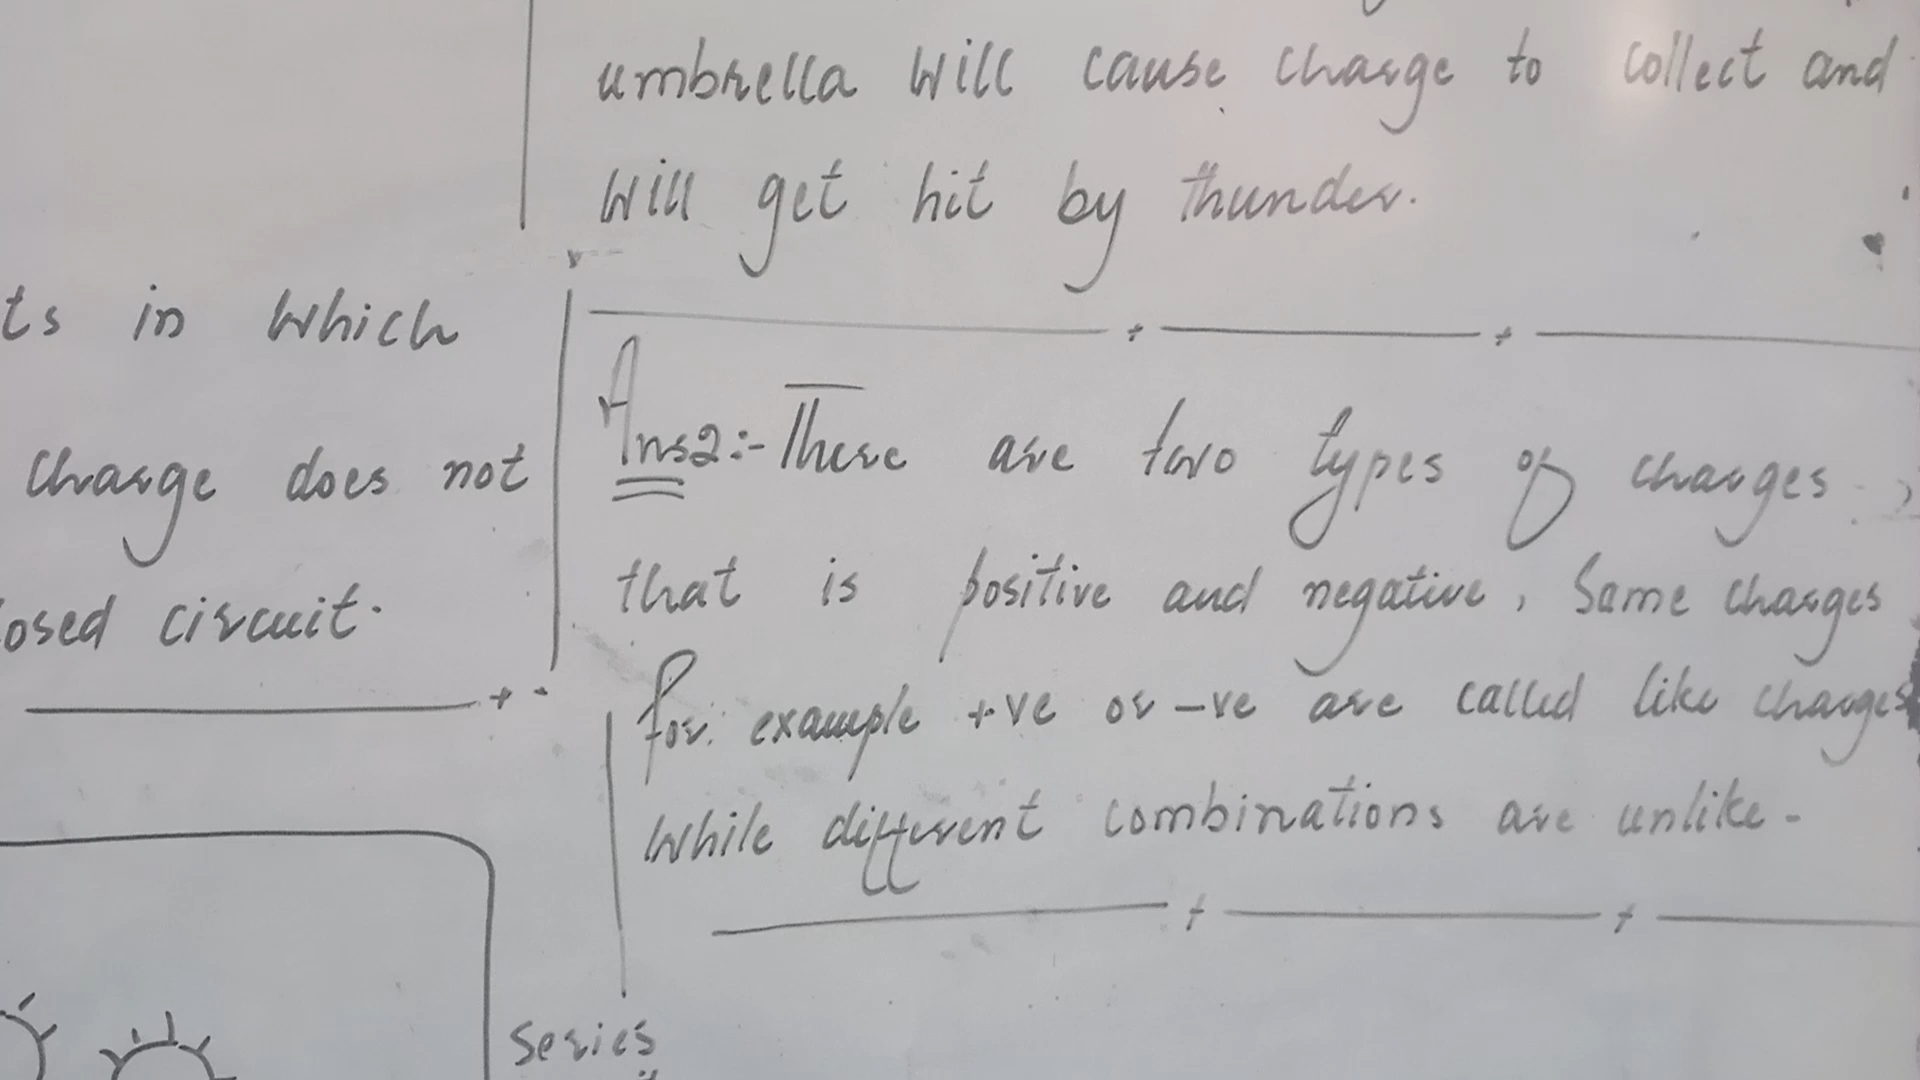 umbrella will cause charge to collect and
will get hit by thunder.
ts in which
charge does not
osed circuit.
Ans2:- There are two types of charges
that is positive and negative, Same charges
for example +ve or -ve are called like charges
while different combinations are unlike-
Series